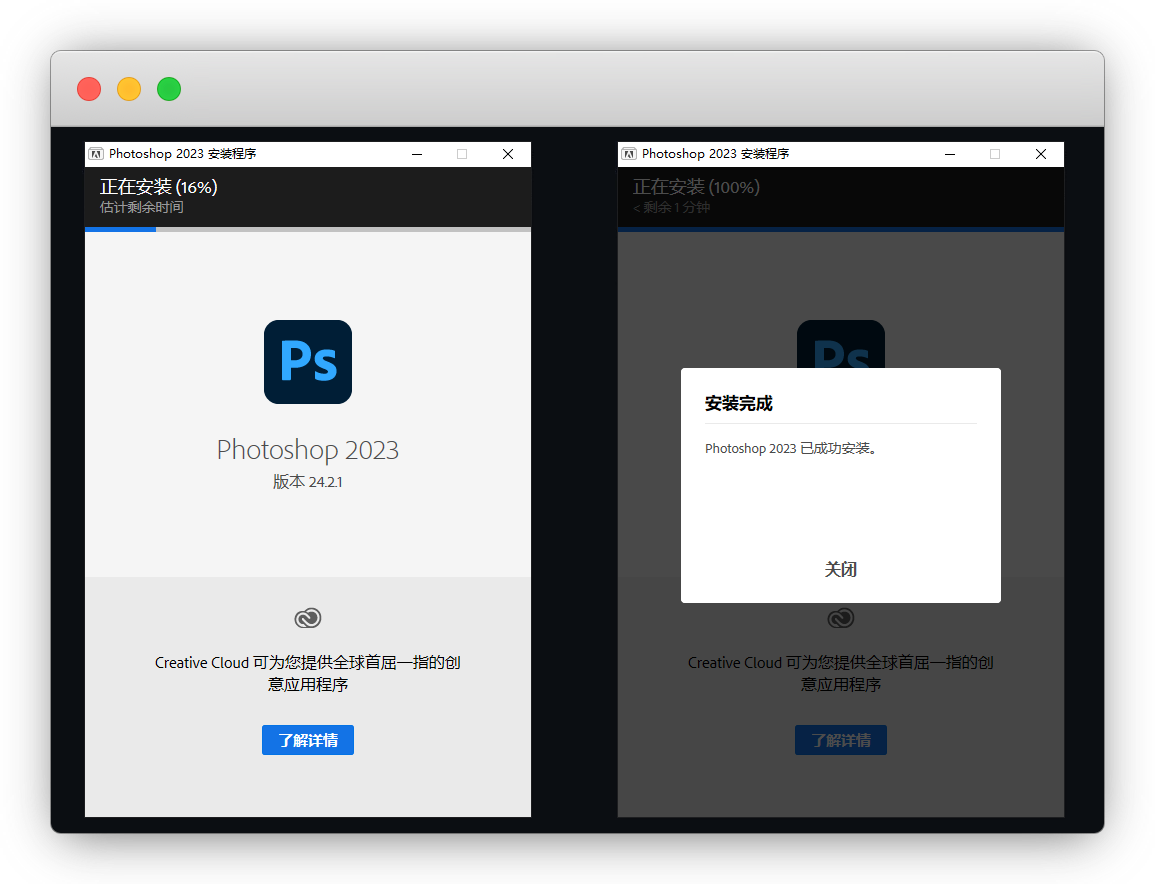 Photoshop 2023 安装程序
正在安装 (16%)
估计剩余时间
Ps
Photoshop 2023
版本 24.2.1
Creative Cloud 可为您提供全球首屈一指的创
意应用程序
了解详情
Photoshop 2023 安装程序
正在安装 (100%)
< 剩余 1 分钟
Ps
安装完成
Photoshop 2023 已成功安装。
关闭
Creative Cloud 可为您提供全球首屈一指的创
意应用程序
了解详情